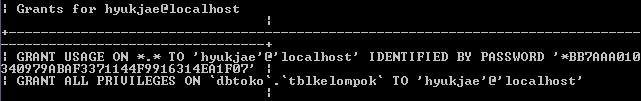 | Grants for hyukjae@localhost
|
+--------------------------------------------------------------------------------
---------------------------------+
| GRANT USAGE ON *.* TO 'hyukjae'@'localhost' IDENTIFIED BY PASSWORD '*BB7AAA010
340979ABAF3371144F9916314EA1F07' |
| GRANT ALL PRIVILEGES ON `dbtoko`.`tblkelompok` TO 'hyukjae'@'localhost'
|